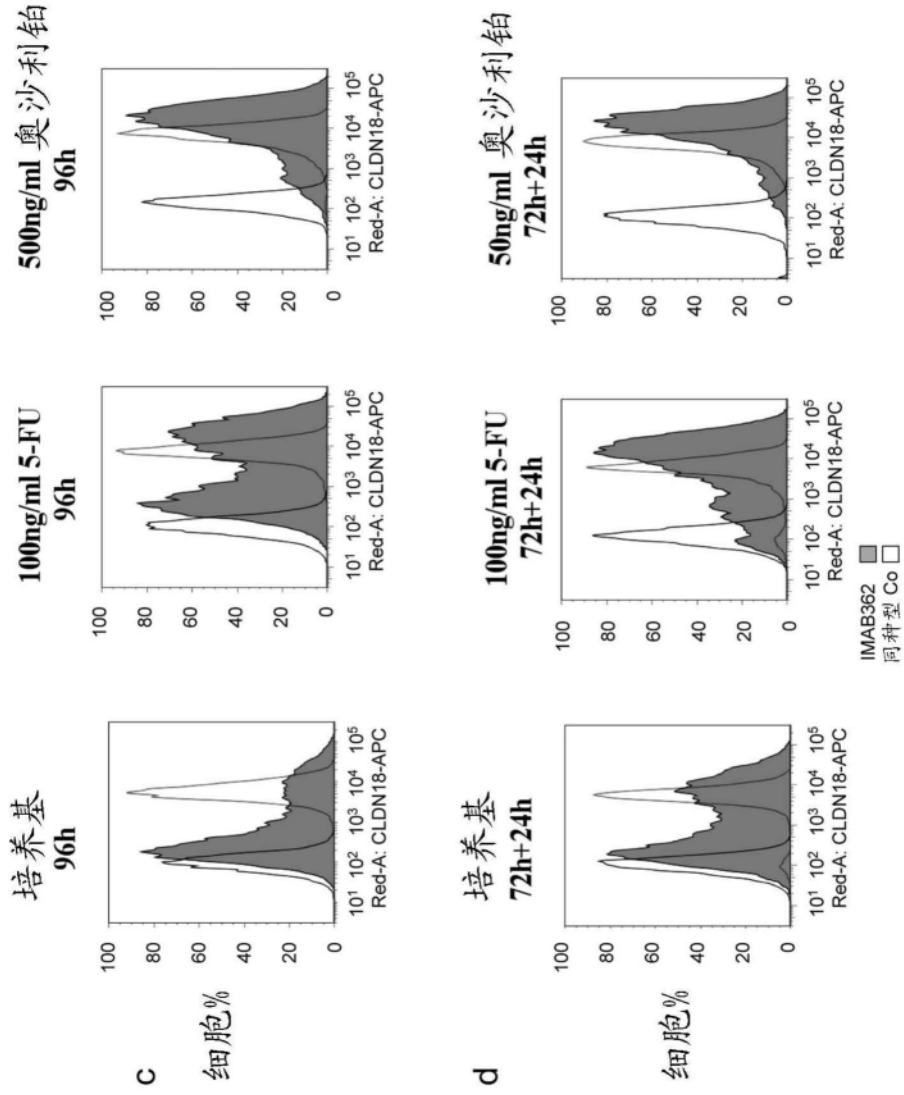 c
细胞%
培养基
96h
100
80
60
40
20
0
10¹ 10² 10³ 10⁴ 10⁵
Red-A: CLDN18-APC
100ng/ml 5-FU
96h
100
80
60
40
20
0
10¹ 10² 10³ 10⁴ 10⁵
Red-A: CLDN18-APC
500ng/ml 奥沙利铂
96h
100
80
60
40
20
0
10¹ 10² 10³ 10⁴ 10⁵
Red-A: CLDN18-APC
d
细胞%
培养基
72h+24h
100
80
60
40
20
0
10¹ 10² 10³ 10⁴ 10⁵
Red-A: CLDN18-APC
100ng/ml 5-FU
72h+24h
100
80
60
40
20
0
10¹ 10² 10³ 10⁴ 10⁵
Red-A: CLDN18-APC
50ng/ml 奥沙利铂
72h+24h
100
80
60
40
20
0
10¹ 10² 10³ 10⁴ 10⁵
Red-A: CLDN18-APC
IMAB362
同种型 Co